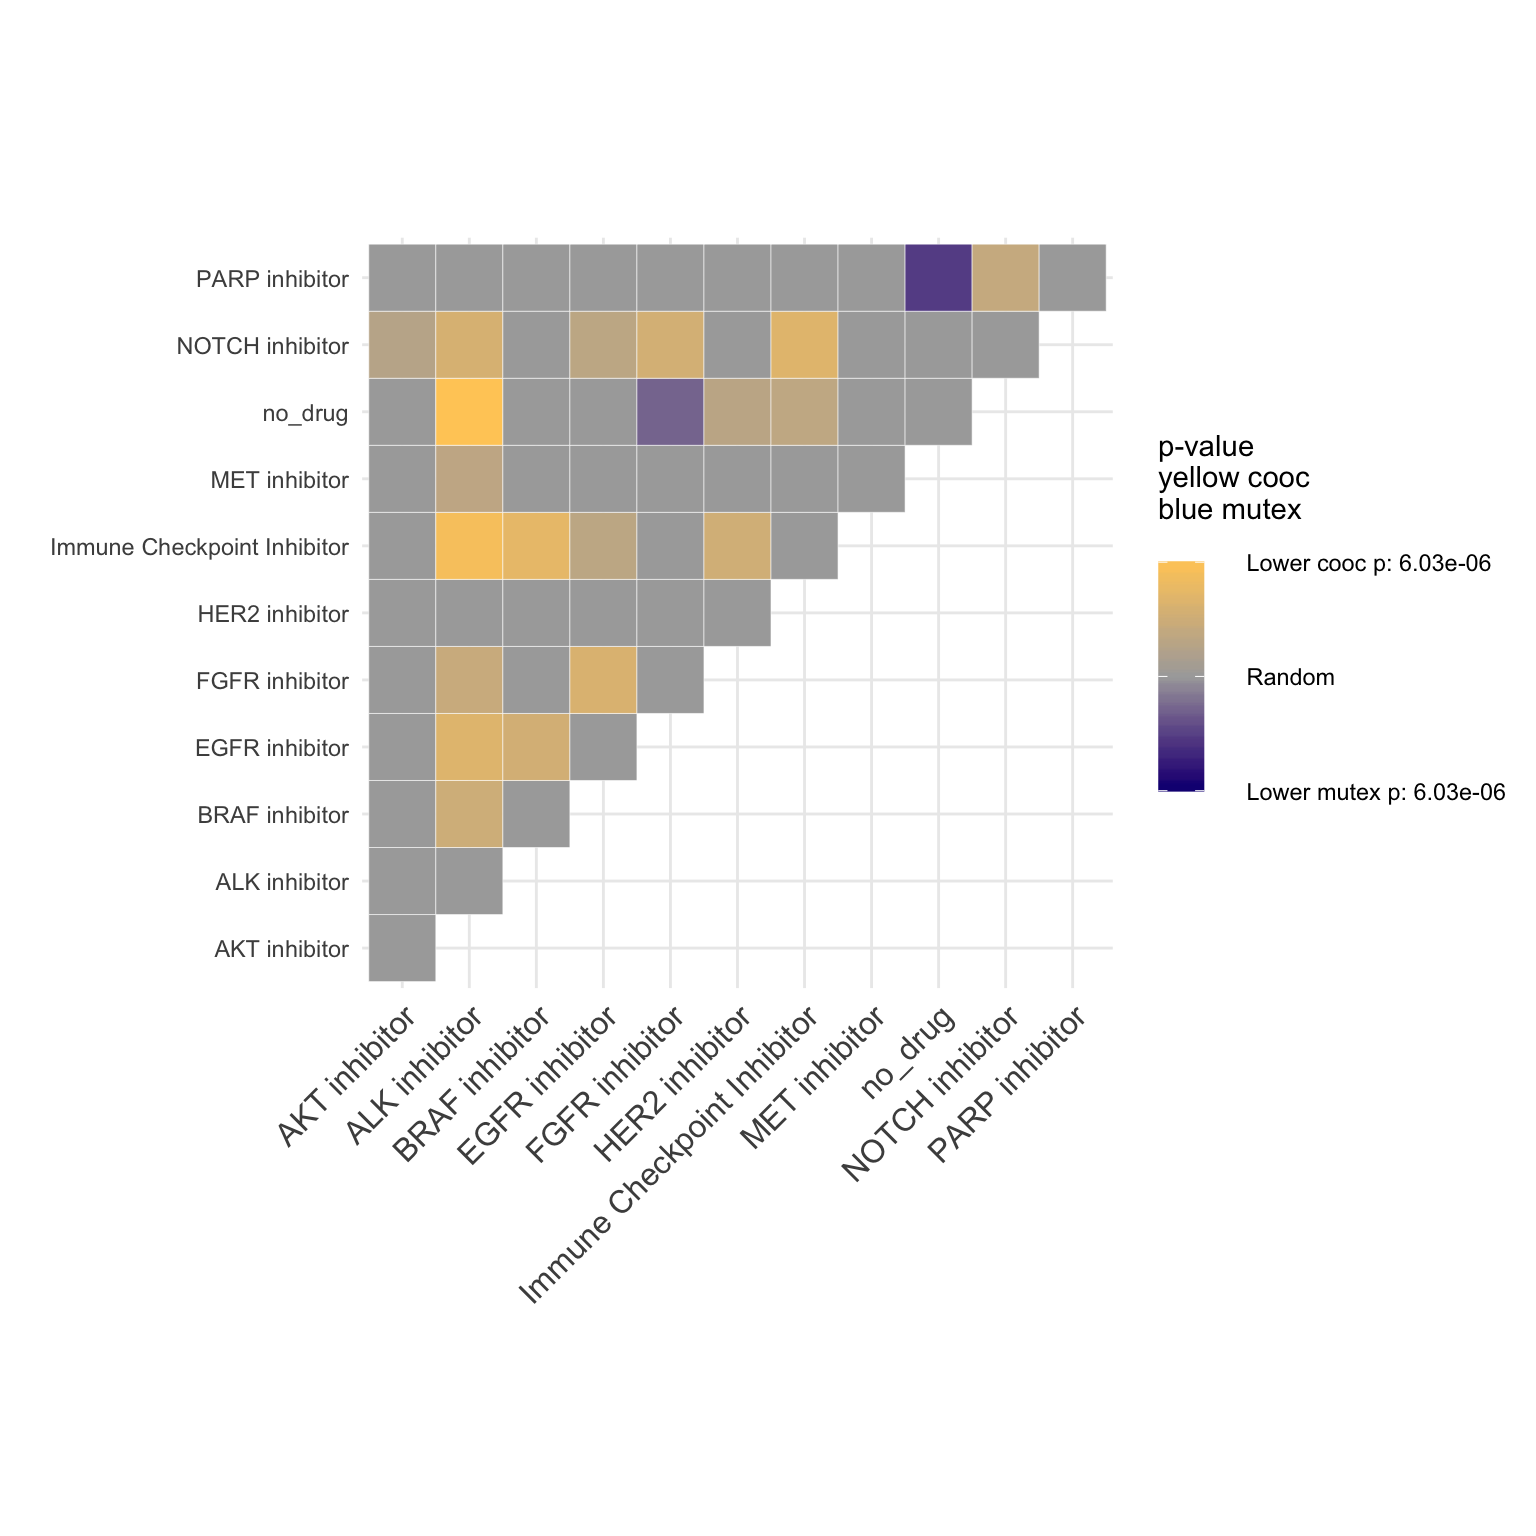 PARP inhibitor
NOTCH inhibitor
no_drug
MET inhibitor
Immune Checkpoint Inhibitor
HER2 inhibitor
FGFR inhibitor
EGFR inhibitor
BRAF inhibitor
ALK inhibitor
AKT inhibitor
AKT inhibitor
ALK inhibitor
BRAF inhibitor
EGFR inhibitor
FGFR inhibitor
HER2 inhibitor
Immune Checkpoint Inhibitor
MET inhibitor
no_drug
NOTCH inhibitor
PARP inhibitor
p-value
yellow cooc
blue mutex
Lower cooc p: 6.03e-06
Random
Lower mutex p: 6.03e-06